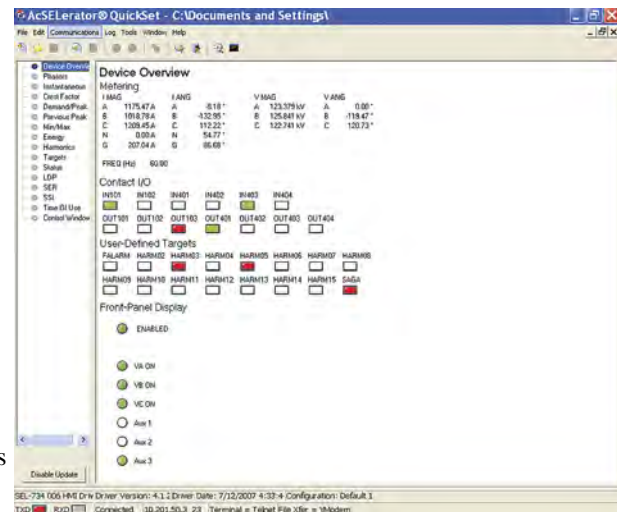 AcSELerator® QuickSet - C:\Documents and Settings\
File Edit Communications Log Tools Window Help
Device Overvie
Phasors
Instantaneous
Crest Factor
Demand/Peak
Previous Peak
Min/Max
Energy
Harmonics
Targets
Status
LDP
SER
SSI
Time Of Use
Control Window
Disable Update
Device Overview
Metering
I MAG I ANG V MAG V ANG
A 1175.47 A A -8.18 ° A 123.379 kV A 0.00 °
B 1018.78 A B -132.95 ° B 125.841 kV B -119.47 °
C 1209.45 A C 112.22 ° C 122.741 kV C 120.73 °
N 0.00 A N 54.77 °
G 207.04 A G 86.68 °
FREQ (Hz) 60.00
Contact I/O
IN101 IN102 IN401 IN402 IN403 IN404
OUT101 OUT102 OUT103 OUT401 OUT402 OUT403 OUT404
User-Defined Targets
FALARM HARM02 HARM03 HARM04 HARM05 HARM06 HARM07 HARM08
HARM09 HARM10 HARM11 HARM12 HARM13 HARM14 HARM15 SAGA
Front-Panel Display
ENABLED
VA ON
VB ON
VC ON
Aux 1
Aux 2
Aux 3
s
SEL-734 006 HMI Driv Driver Version: 4.1.2 Driver Date: 7/12/2007 4:33:4 Configuration: Default 1
TXD RXD Connected 10.201.50.3 23 Terminal = Telnet File Xfer = YModem